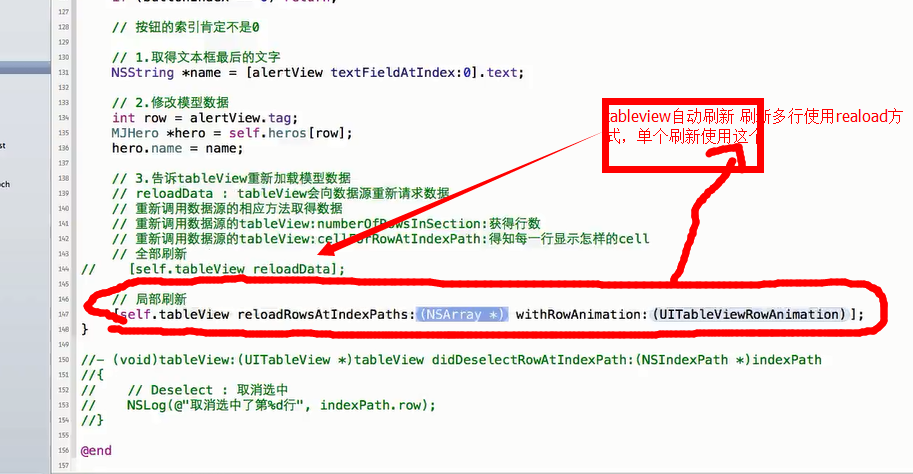 127
128 // 按钮的索引肯定不是0
129
130 // 1.取得文本框最后的文字
131 NSString *name = [alertView textFieldAtIndex:0].text;
132
133 // 2.修改模型数据
134 int row = alertView.tag;
135 MJHero *hero = self.heros[row];
136 hero.name = name;
137
138 // 3.告诉tableView重新加载模型数据
139 // reloadData : tableView会向数据源重新请求数据
140 // 重新调用数据源的相应方法取得数据
141 // 重新调用数据源的tableView:numberOfRowsInSection:获得行数
142 // 重新调用数据源的tableView:cellForRowAtIndexPath:得知每一行显示怎样的cell
143 // 全部刷新
144 // [self.tableView reloadData];
145
146 // 局部刷新
147 [self.tableView reloadRowsAtIndexPaths:(NSArray *) withRowAnimation:(UITableViewRowAnimation)];
148 }
149
150 //- (void)tableView:(UITableView *)tableView didDeselectRowAtIndexPath:(NSIndexPath *)indexPath
151 //{
152 // // Deselect : 取消选中
153 // NSLog(@"取消选中了第%d行", indexPath.row);
154 //}
155
156 @end
157
tableview自动刷新 刷新多行使用reaload方
式，单个刷新使用这个